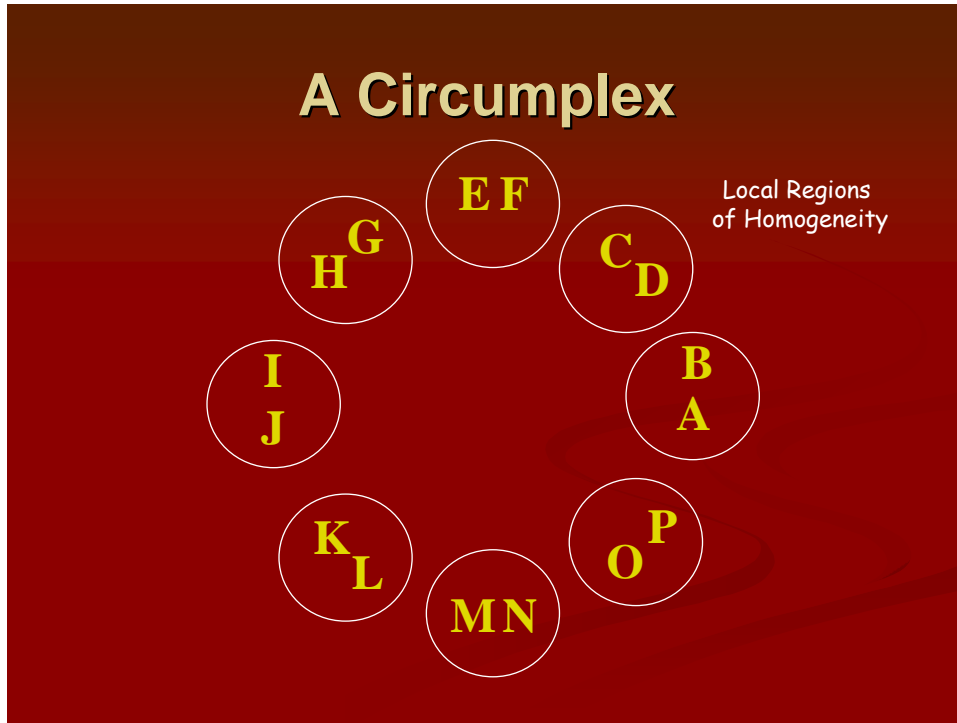 A Circumplex
E F
Local Regions
of Homogeneity
G
H
C
D
I
J
B
A
K
L
P
O
M N